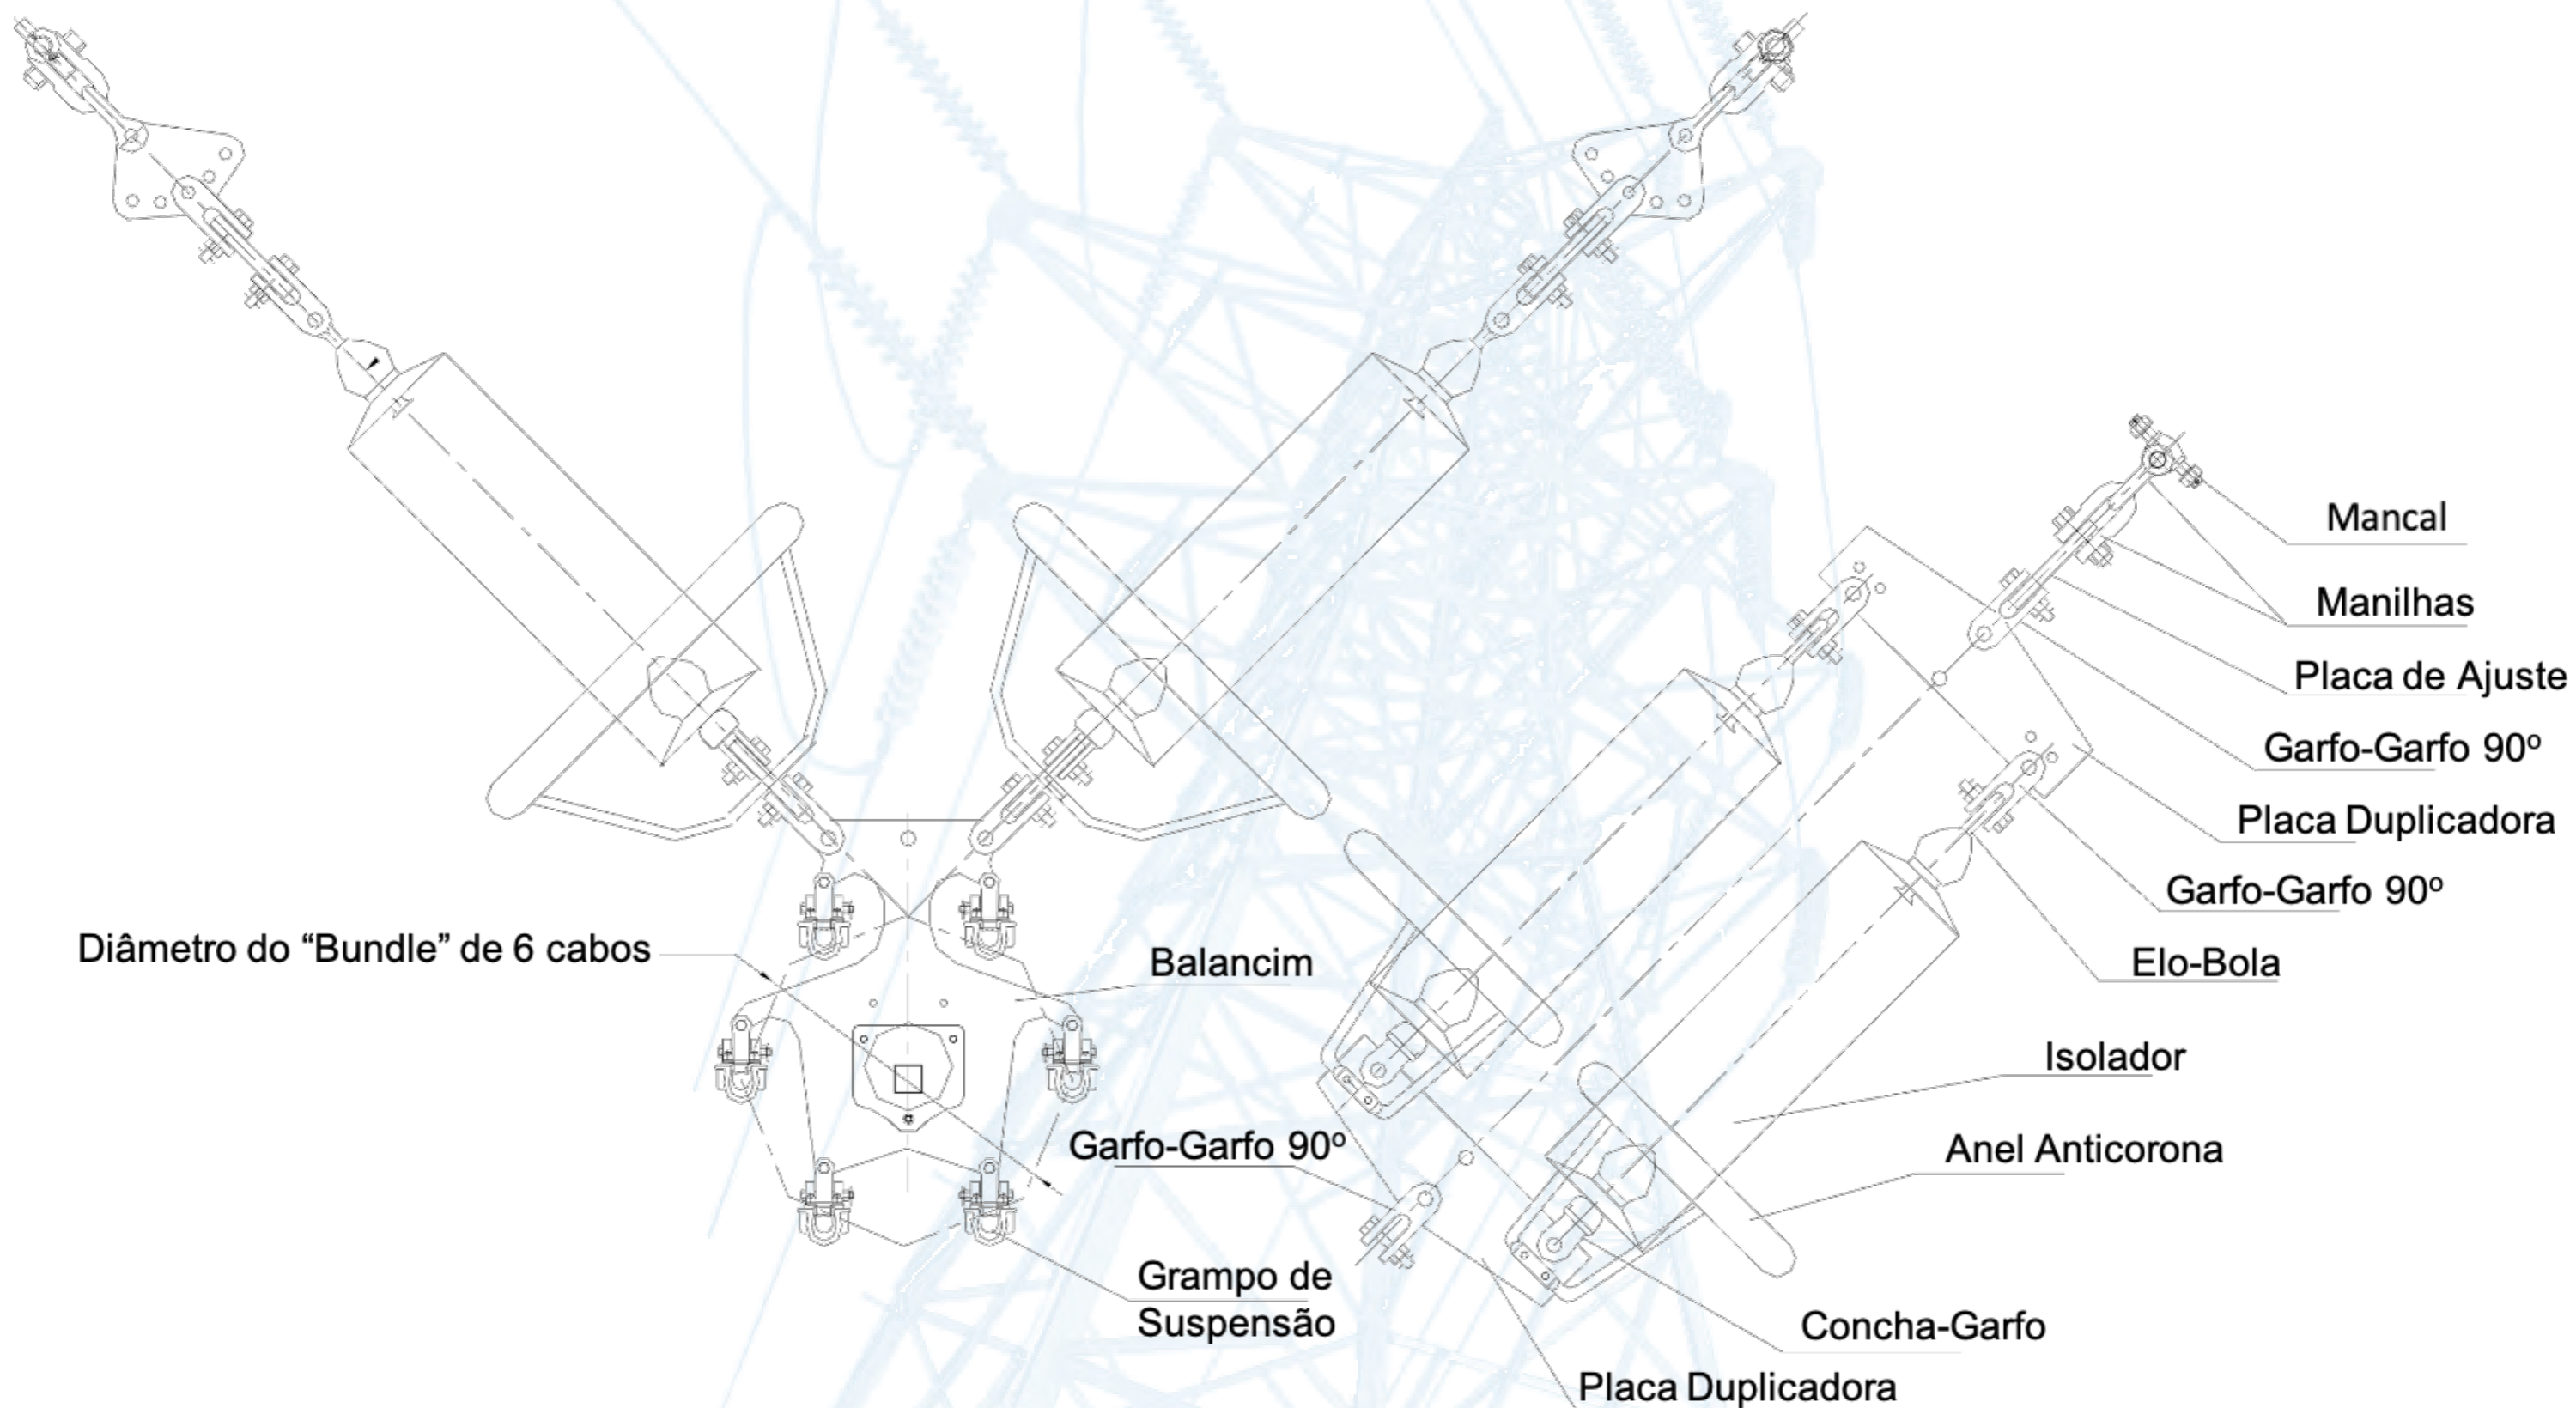 Mancal
Manilhas
Placa de Ajuste
Garfo-Garfo 90º
Placa Duplicadora
Garfo-Garfo 90º
Diâmetro do “Bundle” de 6 cabos
Balancim
Elo-Bola
Isolador
Garfo-Garfo 90º
Anel Anticorona
Grampo de
Suspensão
Concha-Garfo
Placa Duplicadora